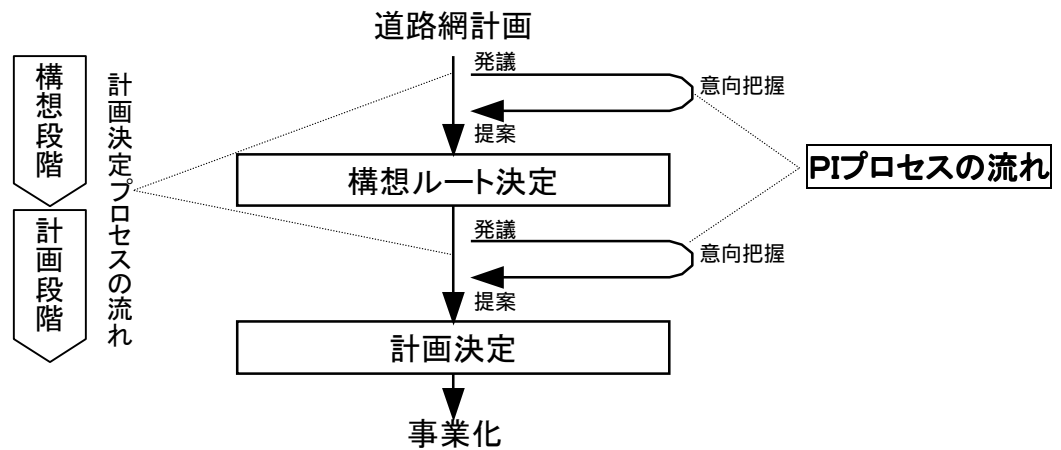 道路網計画
構想段階
計画決定プロセスの流れ
発議
意向把握
提案
構想ルート決定
PIプロセスの流れ
計画段階
発議
意向把握
提案
計画決定
事業化